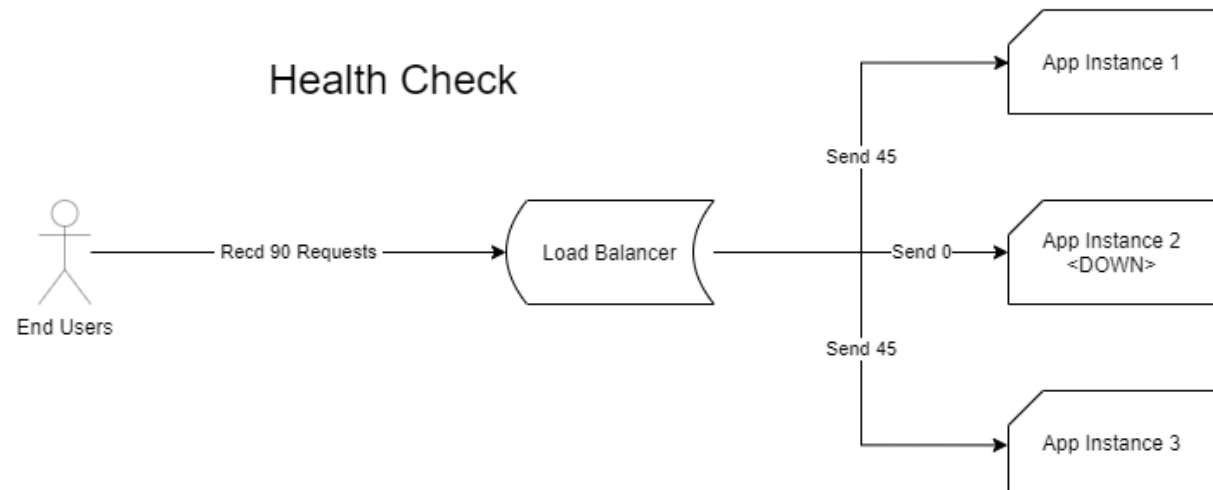 Health Check
App Instance 1
Send 45
End Users
Recd 90 Requests
Load Balancer
Send 0
App Instance 2
<DOWN>
Send 45
App Instance 3